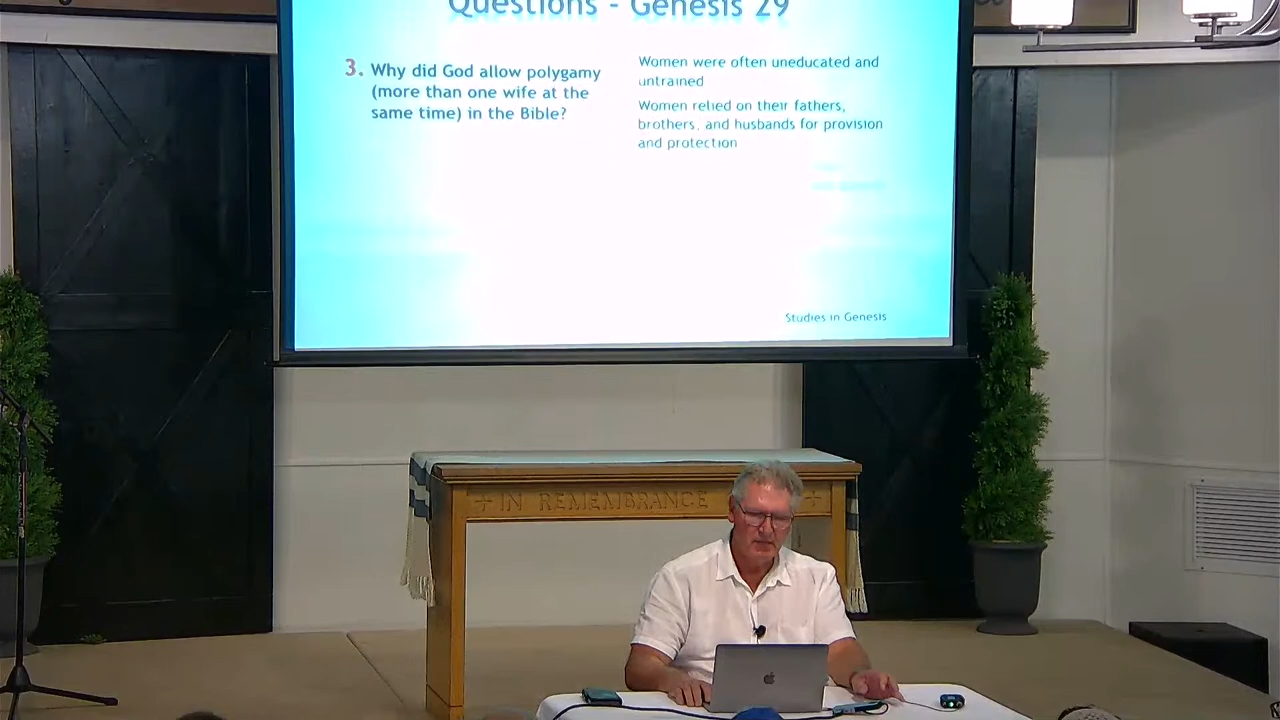 Questions - Genesis 29
3. Why did God allow polygamy
(more than one wife at the
same time) in the Bible?
Women were often uneducated and
untrained
Women relied on their fathers,
brothers, and husbands for provision
and protection
Studies in Genesis
IN REMEMBRANCE